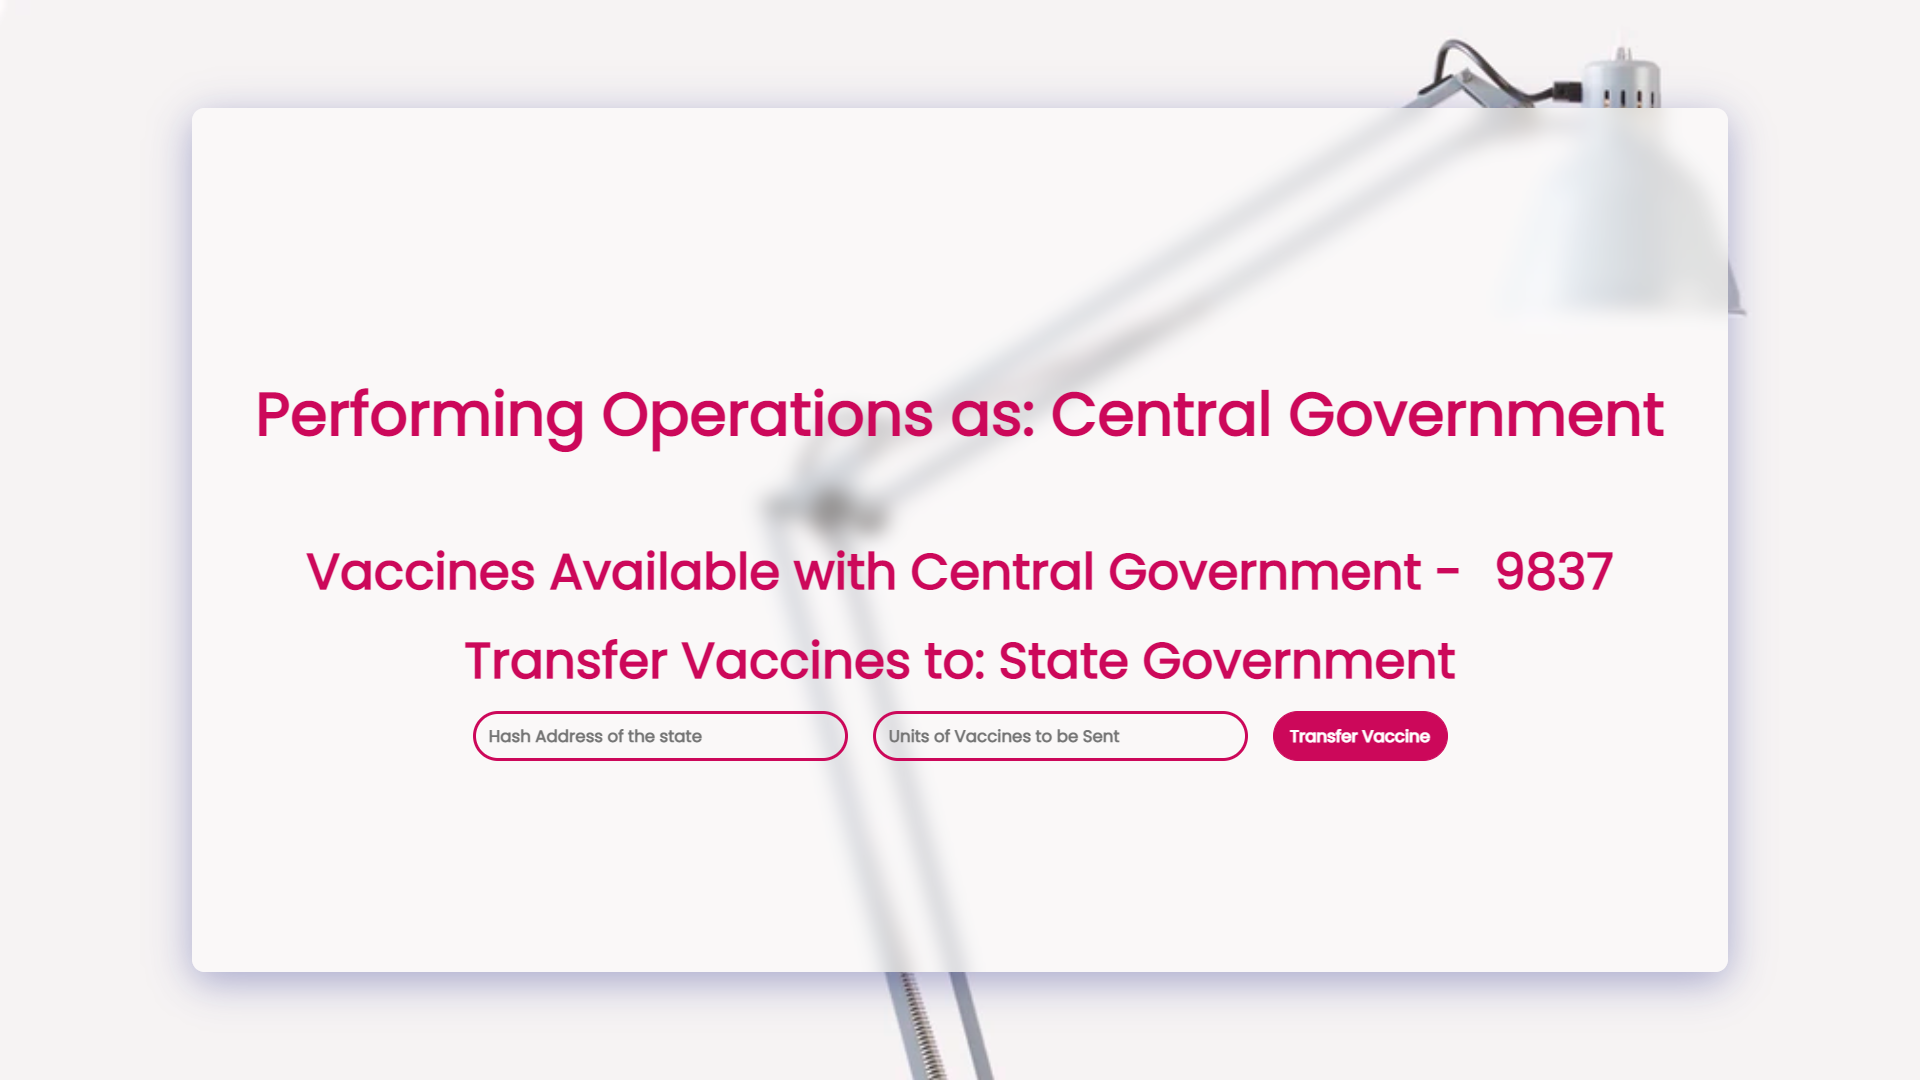 Performing Operations as: Central Government
Vaccines Available with Central Government - 9837
Transfer Vaccines to: State Government
Hash Address of the state
Units of Vaccines to be Sent
Transfer Vaccine